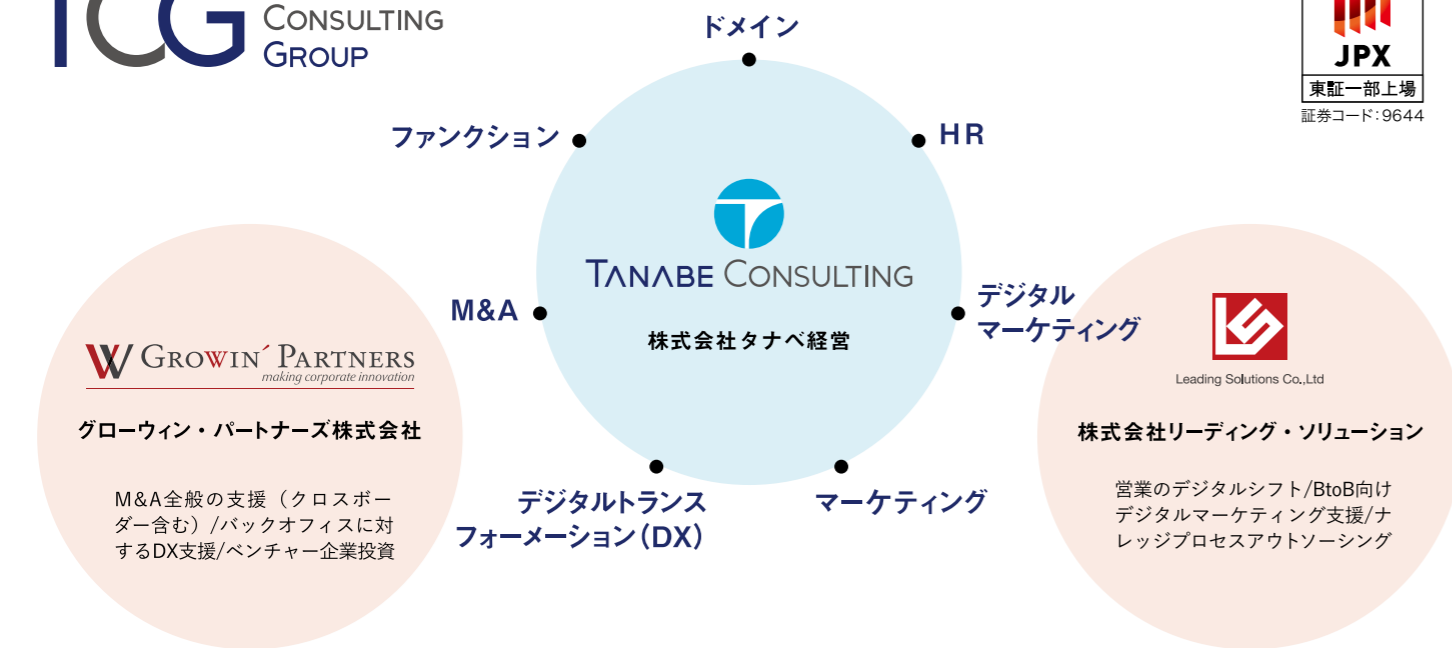 TCG
CONSULTING
GROUP
JPX
東証一部上場
証券コード：9644
ドメイン
ファンクション
HR
TANABE CONSULTING
株式会社タナベ経営
M&A
デジタル
マーケティング
デジタルトランス
フォーメーション（DX）
マーケティング
GROWIN´ PARTNERS
making corporate innovation
グローウィン・パートナーズ株式会社
M&A全般の支援（クロスボー
ダー含む）/バックオフィスに対
するDX支援/ベンチャー企業投資
Leading Solutions Co.,Ltd
株式会社リーディング・ソリューション
営業のデジタルシフト/BtoB向け
デジタルマーケティング支援/ナ
レッジプロセスアウトソーシング